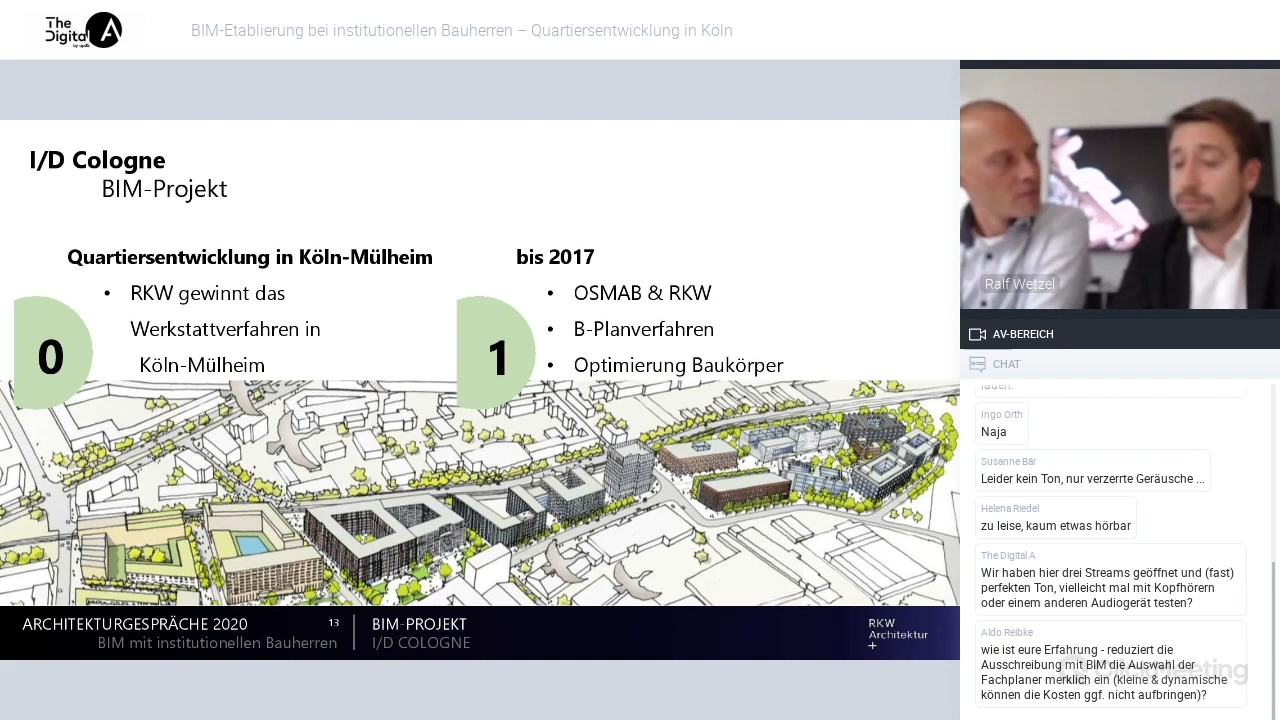 The
Digital A
by allB
BIM-Etablierung bei institutionellen Bauherren – Quartiersentwicklung in Köln
I/D Cologne
BIM-Projekt
Quartiersentwicklung in Köln-Mülheim
• RKW gewinnt das
Werkstattverfahren in
Köln-Mülheim
0
bis 2017
• OSMAB & RKW
• B-Planverfahren
• Optimierung Baukörper
1
ARCHITEKTURGESPRÄCHE 2020
BIM mit institutionellen Bauherren
13
BIM-PROJEKT
I/D COLOGNE
RKW
Architektur
+
Ralf Wetzel
AV-BEREICH
CHAT
laden.
Ingo Orth
Naja
Susanne Bär
Leider kein Ton, nur verzerrte Geräusche ...
Helena Riedel
zu leise, kaum etwas hörbar
The Digital A
Wir haben hier drei Streams geöffnet und (fast)
perfekten Ton, vielleicht mal mit Kopfhörern
oder einem anderen Audiogerät testen?
Aldo Reibke
wie ist eure Erfahrung - reduziert die
Ausschreibung mit BIM die Auswahl der
Fachplaner merklich ein (kleine & dynamische
können die Kosten ggf. nicht aufbringen)?